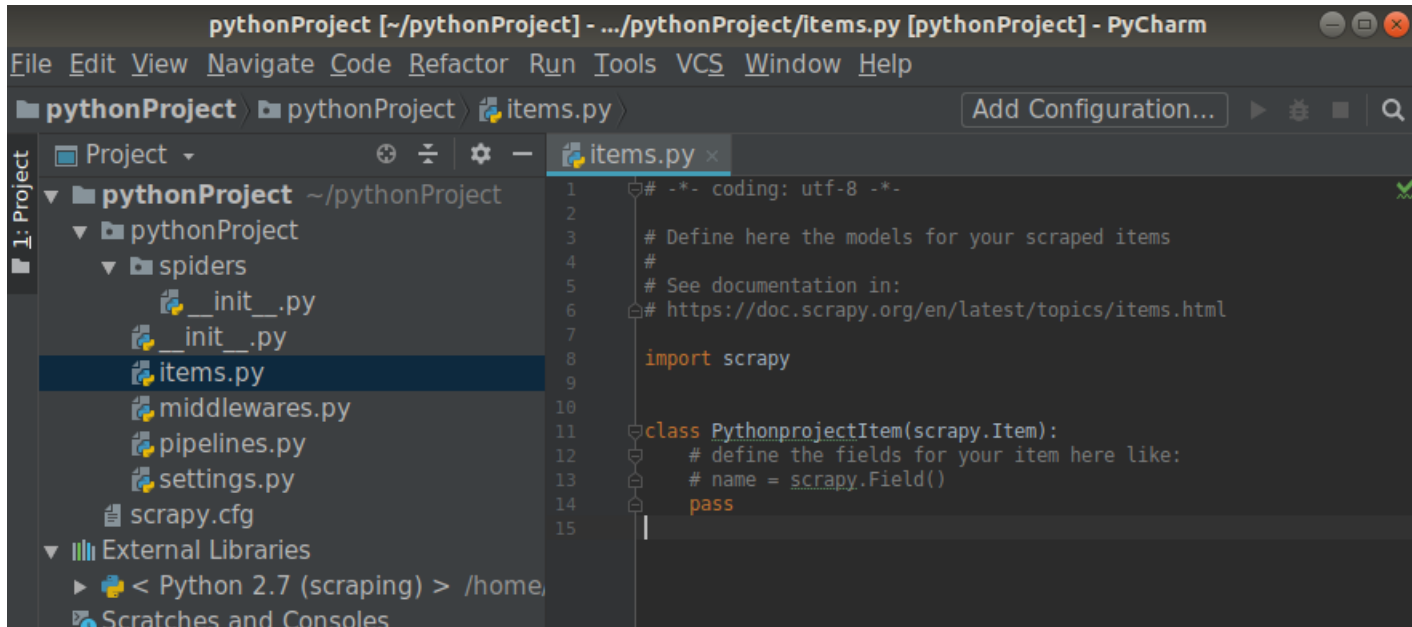 pythonProject [~/pythonProject] - .../pythonProject/items.py [pythonProject] - PyCharm
File Edit View Navigate Code Refactor Run Tools VCS Window Help
pythonProject pythonProject items.py Add Configuration...
1: Project
Project
pythonProject ~/pythonProject
pythonProject
spiders
__init__.py
__init__.py
items.py
middlewares.py
pipelines.py
settings.py
scrapy.cfg
External Libraries
< Python 2.7 (scraping) > /home/
Scratches and Consoles
items.py
1 # -*- coding: utf-8 -*-
2
3 # Define here the models for your scraped items
4 #
5 # See documentation in:
6 # https://doc.scrapy.org/en/latest/topics/items.html
7
8 import scrapy
9
10
11 class PythonprojectItem(scrapy.Item):
12 # define the fields for your item here like:
13 # name = scrapy.Field()
14 pass
15